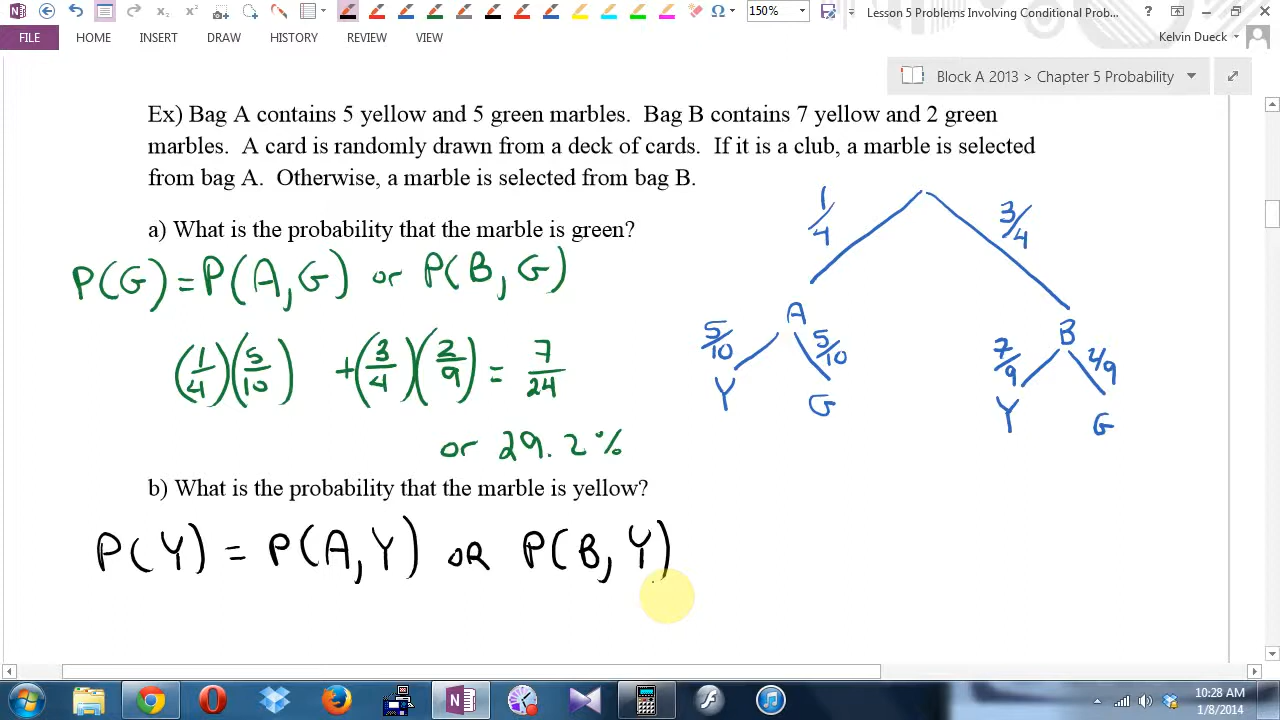 150%
Lesson 5 Problems Involving Conditional Prob...
FILE HOME INSERT DRAW HISTORY REVIEW VIEW
Kelvin Dueck
Block A 2013 > Chapter 5 Probability
Ex) Bag A contains 5 yellow and 5 green marbles. Bag B contains 7 yellow and 2 green
marbles. A card is randomly drawn from a deck of cards. If it is a club, a marble is selected
from bag A. Otherwise, a marble is selected from bag B.
1/4 3/4
a) What is the probability that the marble is green?
P(G) = P(A,G) or P(B,G)
A B
5/10 5/10 7/9 2/9
Y G Y G
(1/4)(5/10) + (3/4)(2/9) = 7/24
or 29.2%
b) What is the probability that the marble is yellow?
P(Y) = P(A,Y) OR P(B,Y)
10:28 AM
1/8/2014